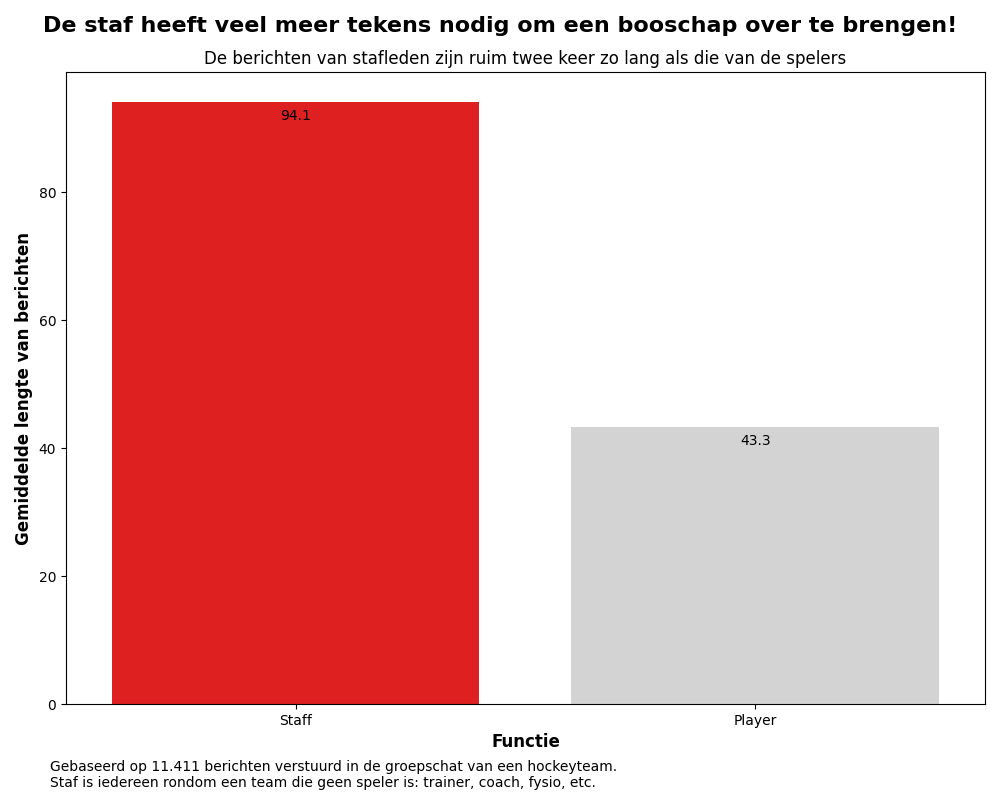 De staf heeft veel meer tekens nodig om een booschap over te brengen!
De berichten van stafleden zijn ruim twee keer zo lang als die van de spelers
Gemiddelde lengte van berichten
80
60
40
20
0
94.1
43.3
Staff
Player
Functie
Gebaseerd op 11.411 berichten verstuurd in de groepschat van een hockeyteam.
Staf is iedereen rondom een team die geen speler is: trainer, coach, fysio, etc.